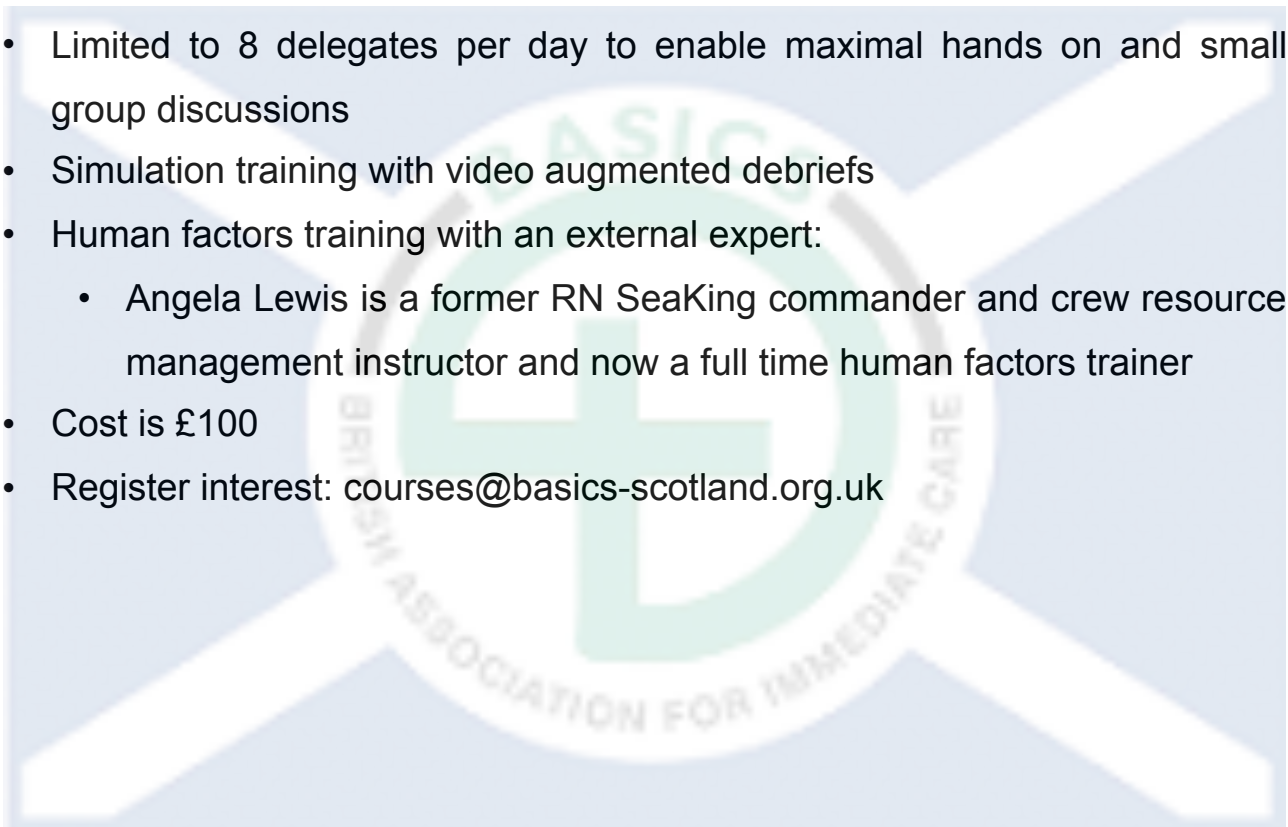 • Limited to 8 delegates per day to enable maximal hands on and small
group discussions
• Simulation training with video augmented debriefs
• Human factors training with an external expert:
• Angela Lewis is a former RN SeaKing commander and crew resource
management instructor and now a full time human factors trainer
• Cost is £100
• Register interest: courses@basics-scotland.org.uk
BASICS
BRITISH ASSOCIATION FOR IMMEDIATE CARE